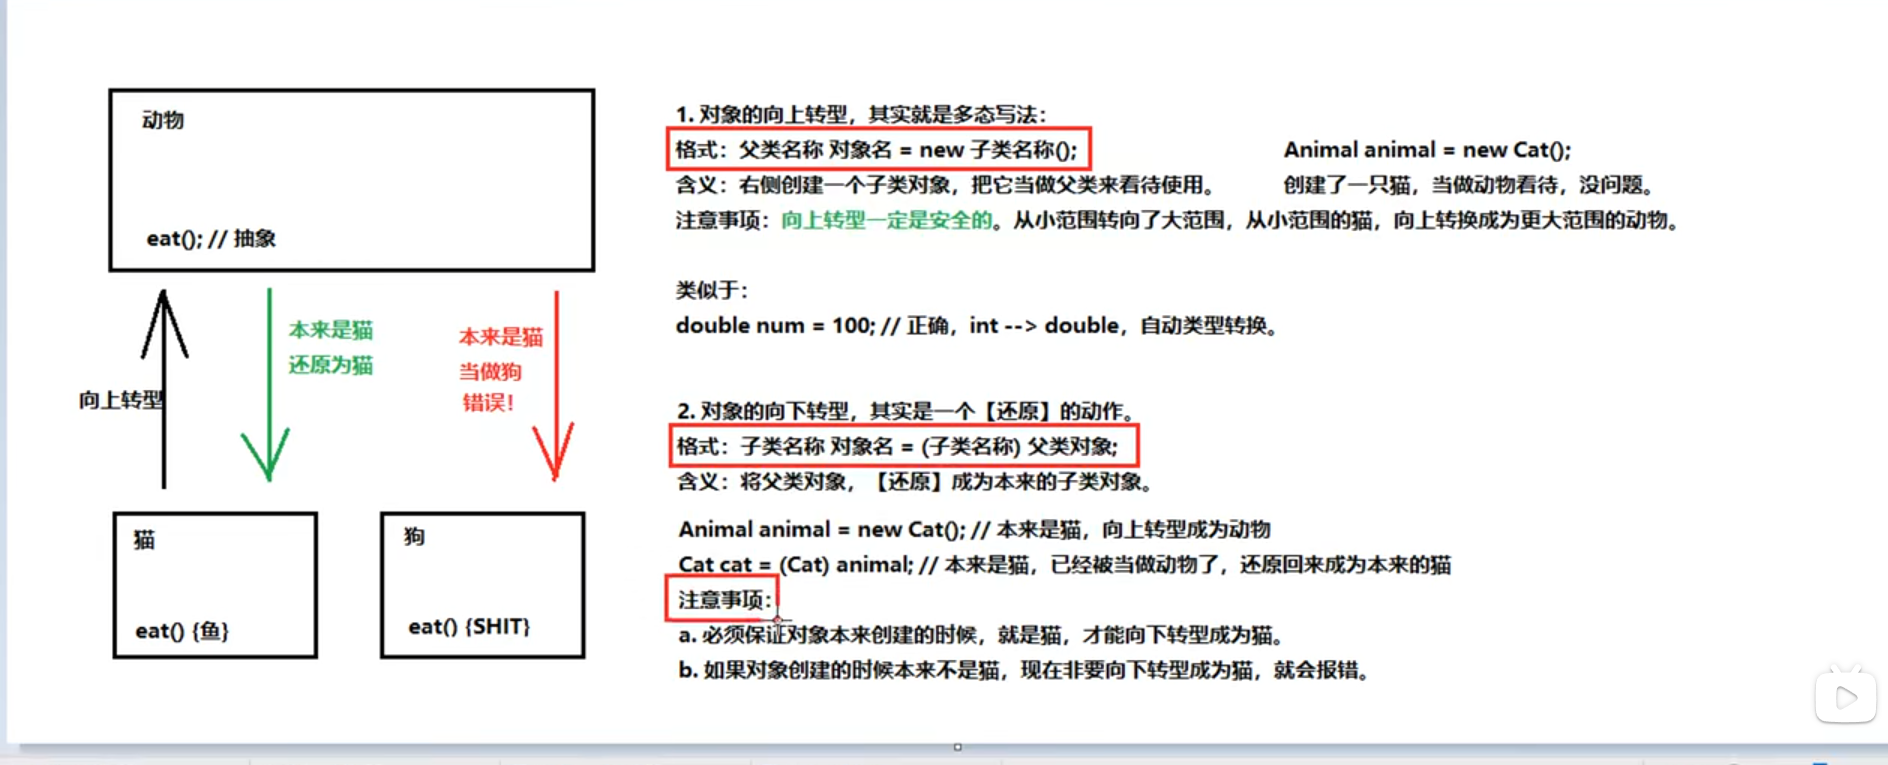 动物
eat(); // 抽象
向上转型
本来是猫
还原为猫
本来是猫
当做狗
错误！
猫
eat() {鱼}
狗
eat() {SHIT}
1. 对象的向上转型，其实就是多态写法：
格式：父类名称 对象名 = new 子类名称();
Animal animal = new Cat();
含义：右侧创建一个子类对象，把它当做父类来看待使用。
创建了一只猫，当做动物看待，没问题。
注意事项：向上转型一定是安全的。从小范围转向了大范围，从小范围的猫，向上转换成为更大范围的动物。
类似于：
double num = 100; // 正确，int --> double，自动类型转换。
2. 对象的向下转型，其实是一个【还原】的动作。
格式：子类名称 对象名 = (子类名称) 父类对象;
含义：将父类对象，【还原】成为本来的子类对象。
Animal animal = new Cat(); // 本来是猫，向上转型成为动物
Cat cat = (Cat) animal; // 本来是猫，已经被当做动物了，还原回来成为本来的猫
注意事项：
a. 必须保证对象本来创建的时候，就是猫，才能向下转型成为猫。
b. 如果对象创建的时候本来不是猫，现在非要向下转型成为猫，就会报错。